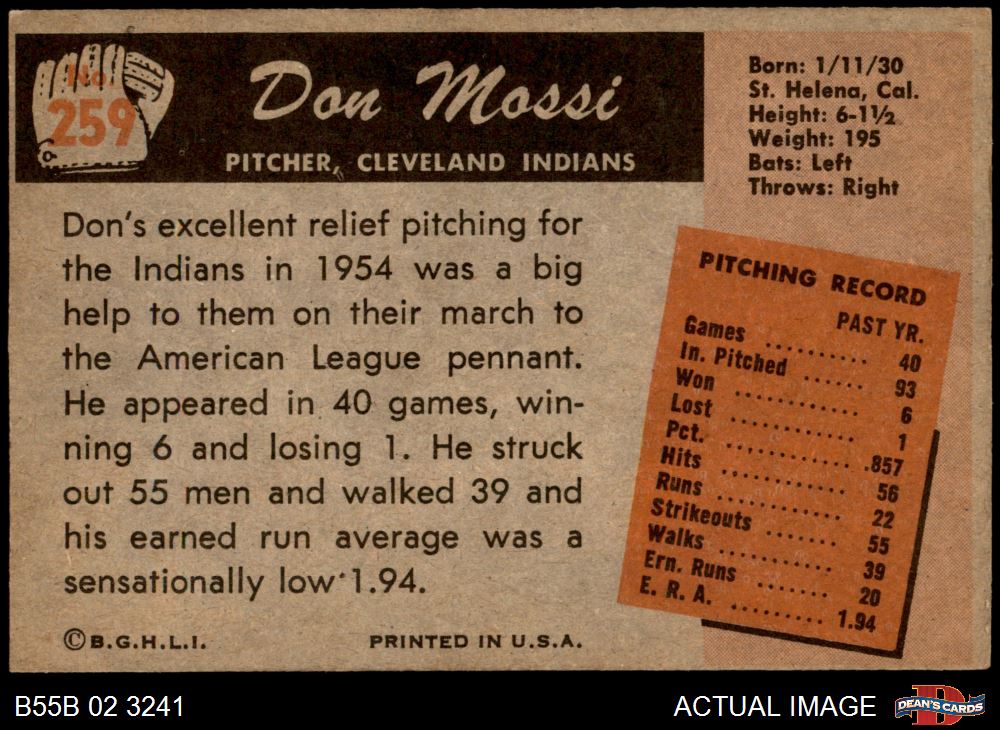 No.
259
Don Mossi
PITCHER, CLEVELAND INDIANS
Born: 1/11/30
St. Helena, Cal.
Height: 6-1½
Weight: 195
Bats: Left
Throws: Right
Don's excellent relief pitching for
the Indians in 1954 was a big
help to them on their march to
the American League pennant.
He appeared in 40 games, win-
ning 6 and losing 1. He struck
out 55 men and walked 39 and
his earned run average was a
sensationally low 1.94.
©B.G.H.L.I. PRINTED IN U.S.A.
PITCHING RECORD
PAST YR.
Games .......... 40
In. Pitched ...... 93
Won ............ 6
Lost ............ 1
Pct. ............ .857
Hits ............ 56
Runs ............ 22
Strikeouts ....... 55
Walks .......... 39
Ern. Runs ....... 20
E. R. A. ......... 1.94
B55B 02 3241
ACTUAL IMAGE
D
DEAN'S CARDS